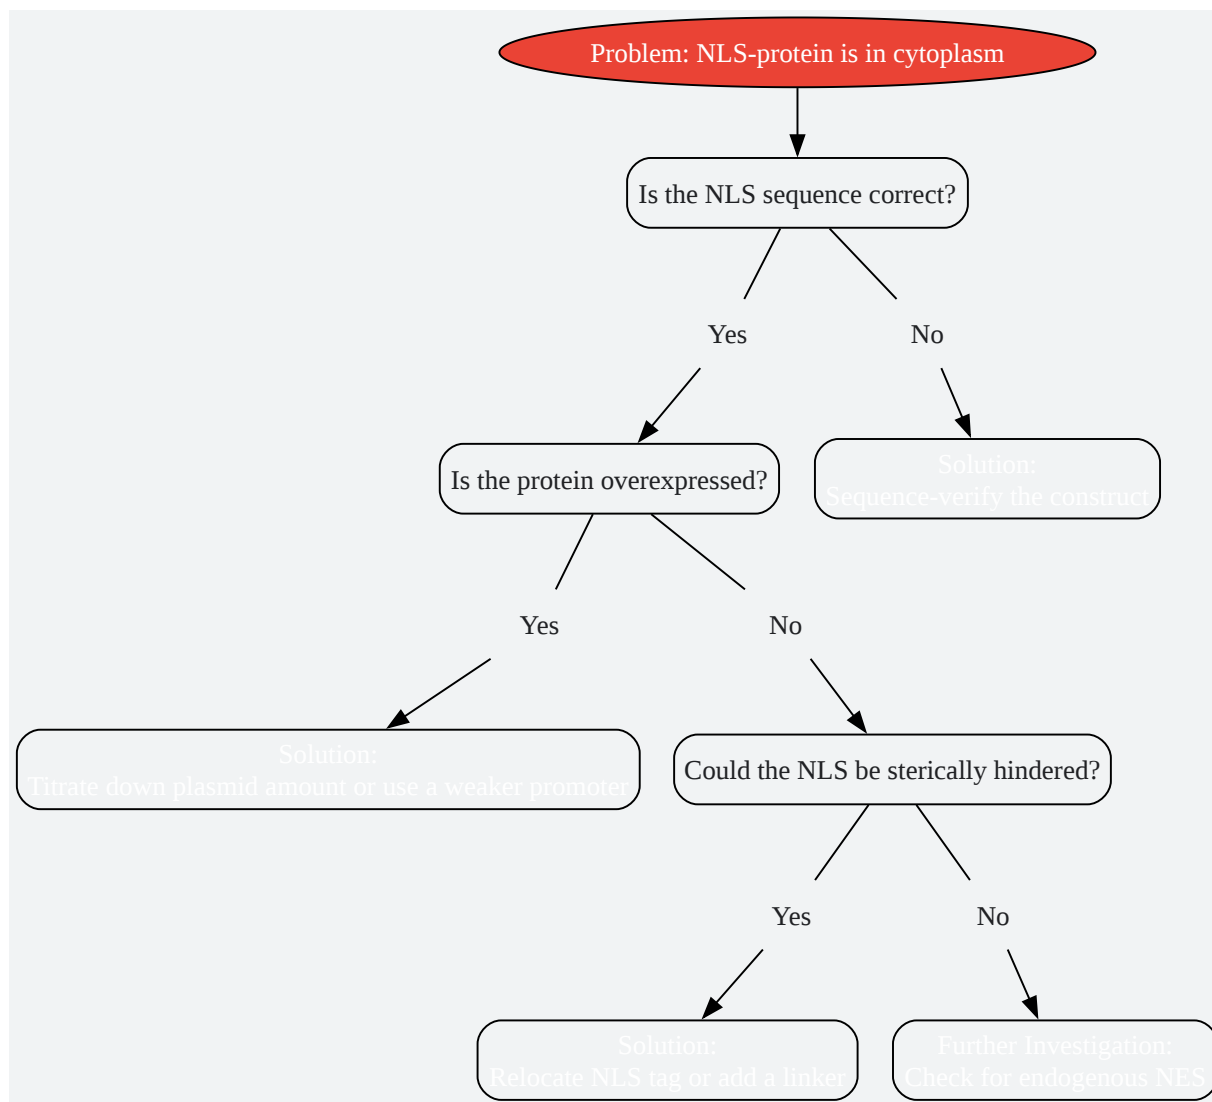 Problem: NLS-protein is in cytoplasm
Is the NLS sequence correct?
Yes
No
Is the protein overexpressed?
Solution:
Sequence-verify the construct
Yes
No
Solution:
Titrate down plasmid amount or use a weaker promoter
Could the NLS be sterically hindered?
Yes
No
Solution:
Relocate NLS tag or add a linker
Further Investigation:
Check for endogenous NES